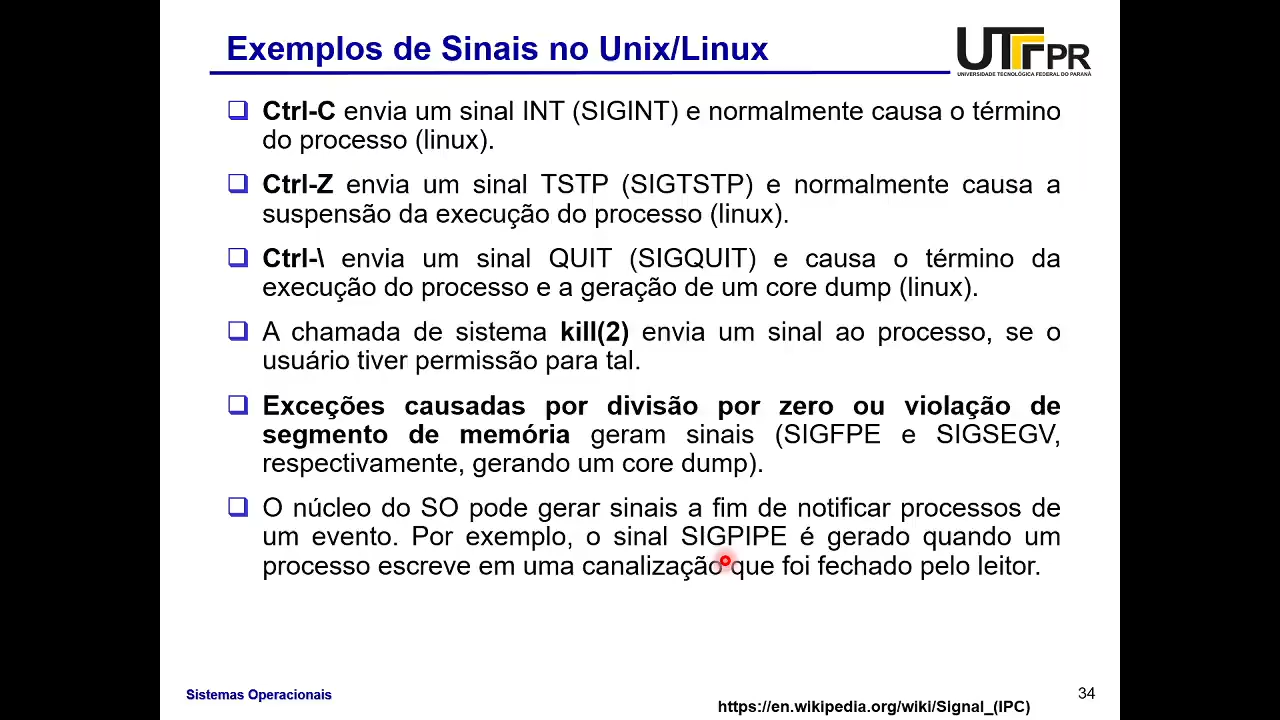 Exemplos de Sinais no Unix/Linux
UTFPR
UNIVERSIDADE TECNOLÓGICA FEDERAL DO PARANÁ
Ctrl-C envia um sinal INT (SIGINT) e normalmente causa o término
do processo (linux).
Ctrl-Z envia um sinal TSTP (SIGTSTP) e normalmente causa a
suspensão da execução do processo (linux).
Ctrl-\ envia um sinal QUIT (SIGQUIT) e causa o término da
execução do processo e a geração de um core dump (linux).
A chamada de sistema kill(2) envia um sinal ao processo, se o
usuário tiver permissão para tal.
Exceções causadas por divisão por zero ou violação de
segmento de memória geram sinais (SIGFPE e SIGSEGV,
respectivamente, gerando um core dump).
O núcleo do SO pode gerar sinais a fim de notificar processos de
um evento. Por exemplo, o sinal SIGPIPE é gerado quando um
processo escreve em uma canalização que foi fechado pelo leitor.
Sistemas Operacionais
https://en.wikipedia.org/wiki/Signal_(IPC)
34